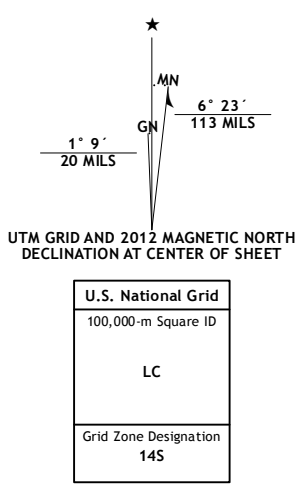 ★
MN
GN
6° 23´
113 MILS
1° 9´
20 MILS
UTM GRID AND 2012 MAGNETIC NORTH
DECLINATION AT CENTER OF SHEET
U.S. National Grid
100,000-m Square ID
LC
Grid Zone Designation
14S